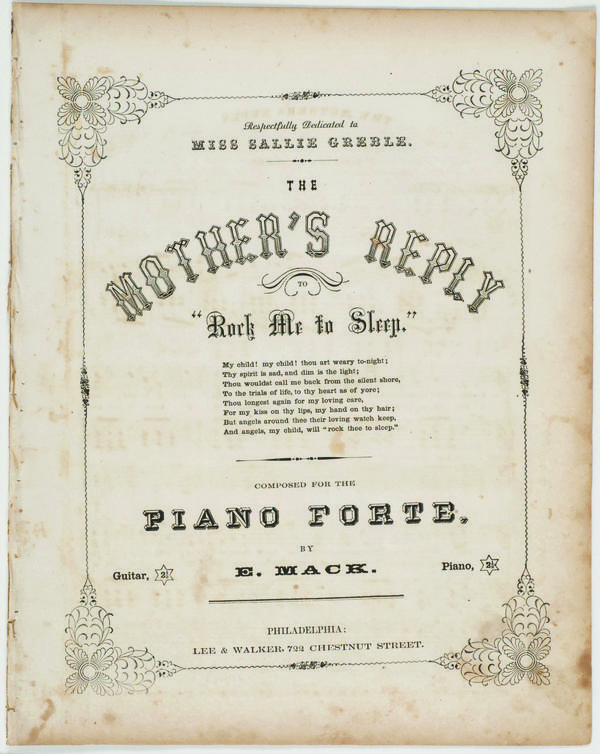 Respectfully Dedicated to
MISS SALLIE GREBLE.
THE
MOTHER'S REPLY
TO
"Rock Me to Sleep."
My child! my child! thou art weary to-night;
Thy spirit is sad, and dim is the light;
Thou wouldst call me back from the silent shore,
To the trials of life, to thy heart as of yore;
Thou longest again for my loving care,
For my kiss on thy lips, my hand on thy hair;
But angels around thee their loving watch keep,
And angels, my child, will "rock thee to sleep."
COMPOSED FOR THE
PIANO FORTE,
BY
E. MACK.
Guitar, 2½
Piano, 2½
PHILADELPHIA:
LEE & WALKER, 722 CHESTNUT STREET.